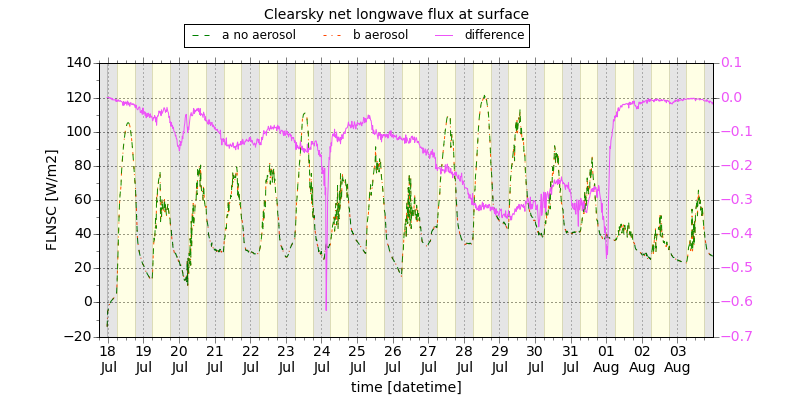 Clearsky net longwave flux at surface
a no aerosol b aerosol difference
140 0.1
120 0.0
100 −0.1
80 −0.2
60 −0.3
40 −0.4
20 −0.5
0 −0.6
−20 −0.7
FLNSC [W/m2]
18 19 20 21 22 23 24 25 26 27 28 29 30 31 01 02 03
Jul Jul Jul Jul Jul Jul Jul Jul Jul Jul Jul Jul Jul Jul Aug Aug Aug
time [datetime]